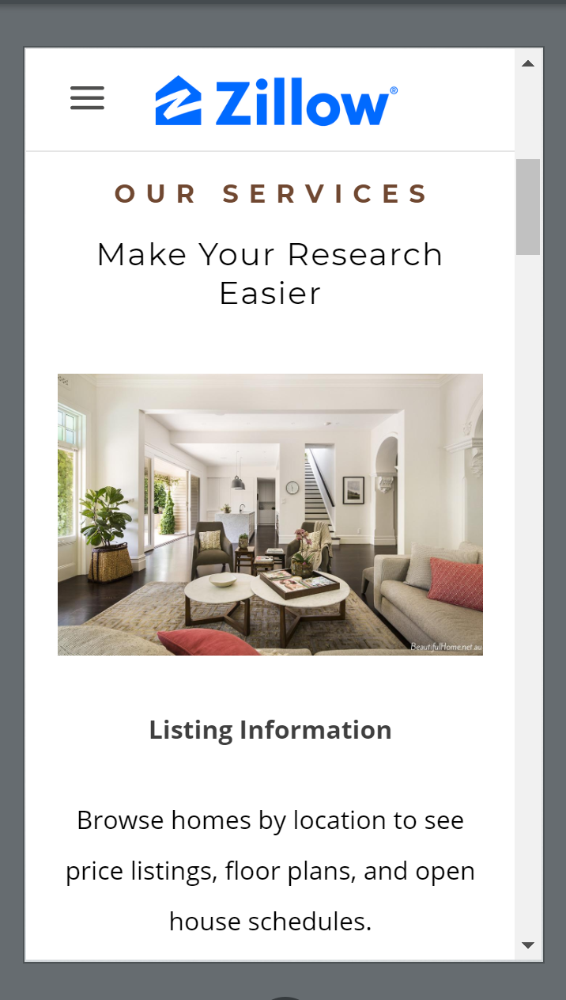 Zillow®
OUR SERVICES
Make Your Research
Easier
BeautifulHome.net.au
Listing Information
Browse homes by location to see
price listings, floor plans, and open
house schedules.